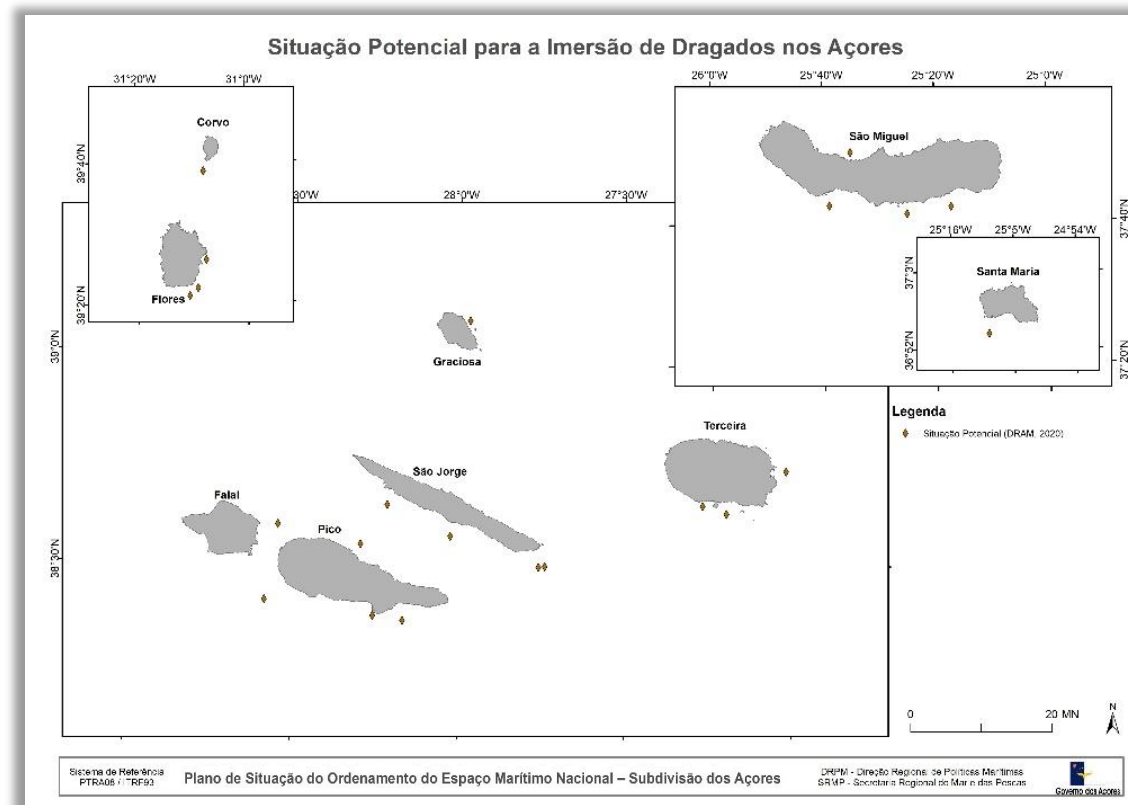 Situação Potencial para a Imersão de Dragados nos Açores
31°20'W 31°0'W
Corvo
39°40'N
Flores
39°20'N
26°0'W 25°40'W 25°20'W 25°0'W
São Miguel
37°40'N
25°16'W 25°5'W 24°54'W
Santa Maria
37°3'N
36°52'N
37°20'N
30'W 28°0'W 27°30'W
39°0'N
Graciosa
Legenda
Situação Potencial (DRAM, 2020)
Terceira
São Jorge
Faial
Pico
38°30'N
0 20 MN
N
Sistema de Referência
PTRA08 / ITRF93
Plano de Situação do Ordenamento do Espaço Marítimo Nacional – Subdivisão dos Açores
DRPM - Direção Regional de Políticas Marítimas
SRMP - Secretaria Regional do Mar e das Pescas
Governo dos Açores